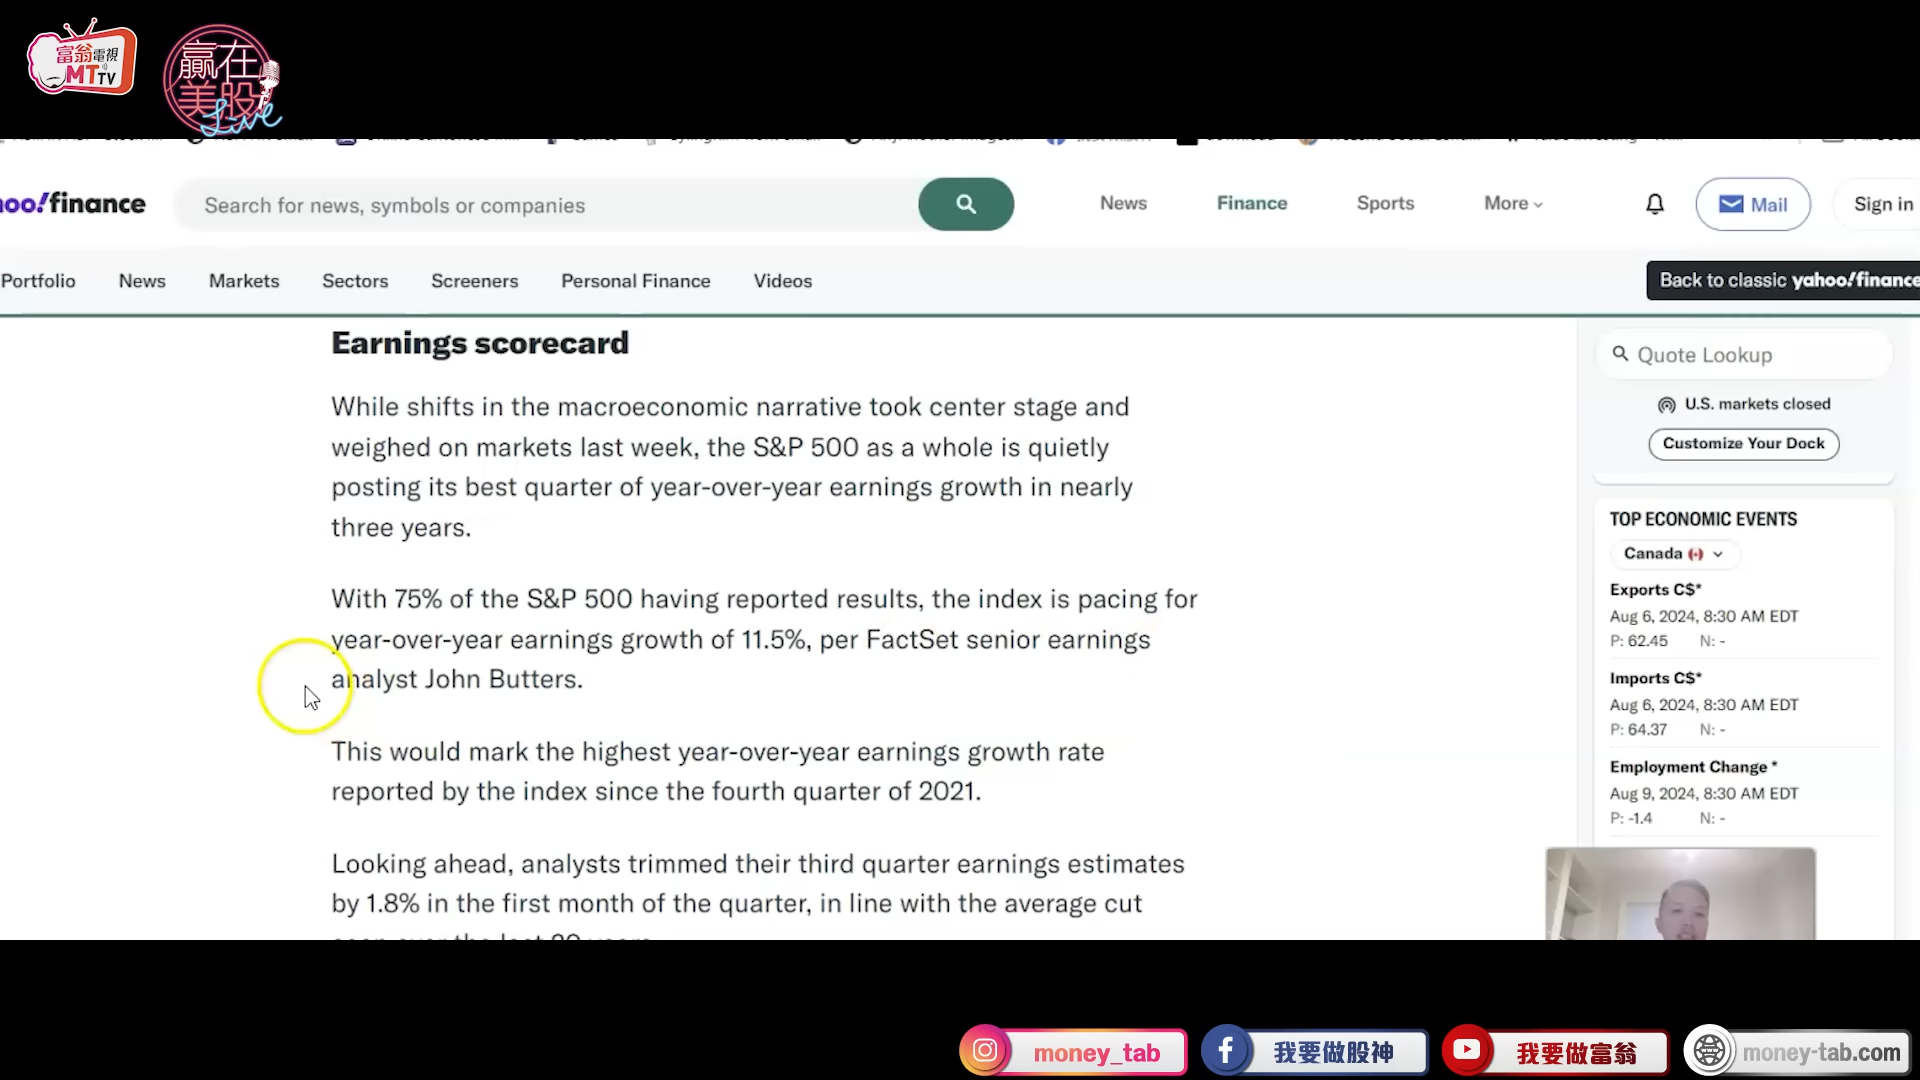 富翁電視
MTTV
贏在
美股
Live
oo!finance
Search for news, symbols or companies
News
Finance
Sports
More
Mail
Sign in
Portfolio
News
Markets
Sectors
Screeners
Personal Finance
Videos
Back to classic yahoo!finance
Earnings scorecard
While shifts in the macroeconomic narrative took center stage and
weighed on markets last week, the S&P 500 as a whole is quietly
posting its best quarter of year-over-year earnings growth in nearly
three years.
With 75% of the S&P 500 having reported results, the index is pacing for
year-over-year earnings growth of 11.5%, per FactSet senior earnings
analyst John Butters.
This would mark the highest year-over-year earnings growth rate
reported by the index since the fourth quarter of 2021.
Looking ahead, analysts trimmed their third quarter earnings estimates
by 1.8% in the first month of the quarter, in line with the average cut
Quote Lookup
U.S. markets closed
Customize Your Dock
TOP ECONOMIC EVENTS
Canada
Exports C$*
Aug 6, 2024, 8:30 AM EDT
P: 62.45 N: -
Imports C$*
Aug 6, 2024, 8:30 AM EDT
P: 64.37 N: -
Employment Change *
Aug 9, 2024, 8:30 AM EDT
P: -1.4 N: -
money_tab
我要做股神
我要做富翁
money-tab.com